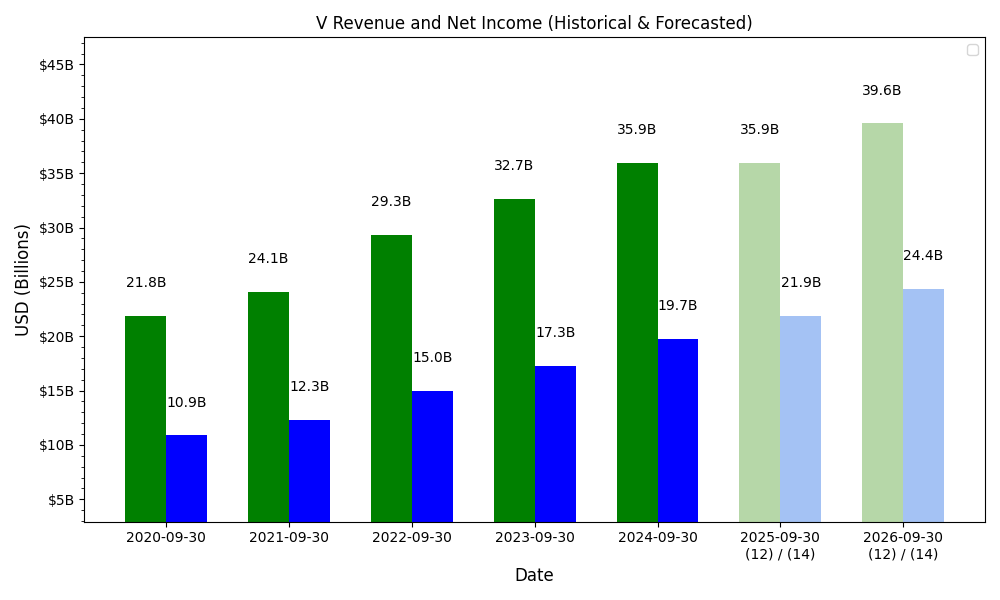 V Revenue and Net Income (Historical & Forecasted)
$45B
$40B
$35B
$30B
$25B
$20B
$15B
$10B
$5B
USD (Billions)
21.8B
10.9B
24.1B
12.3B
29.3B
15.0B
32.7B
17.3B
35.9B
19.7B
35.9B
21.9B
39.6B
24.4B
2020-09-30
2021-09-30
2022-09-30
2023-09-30
2024-09-30
2025-09-30
(12) / (14)
2026-09-30
(12) / (14)
Date